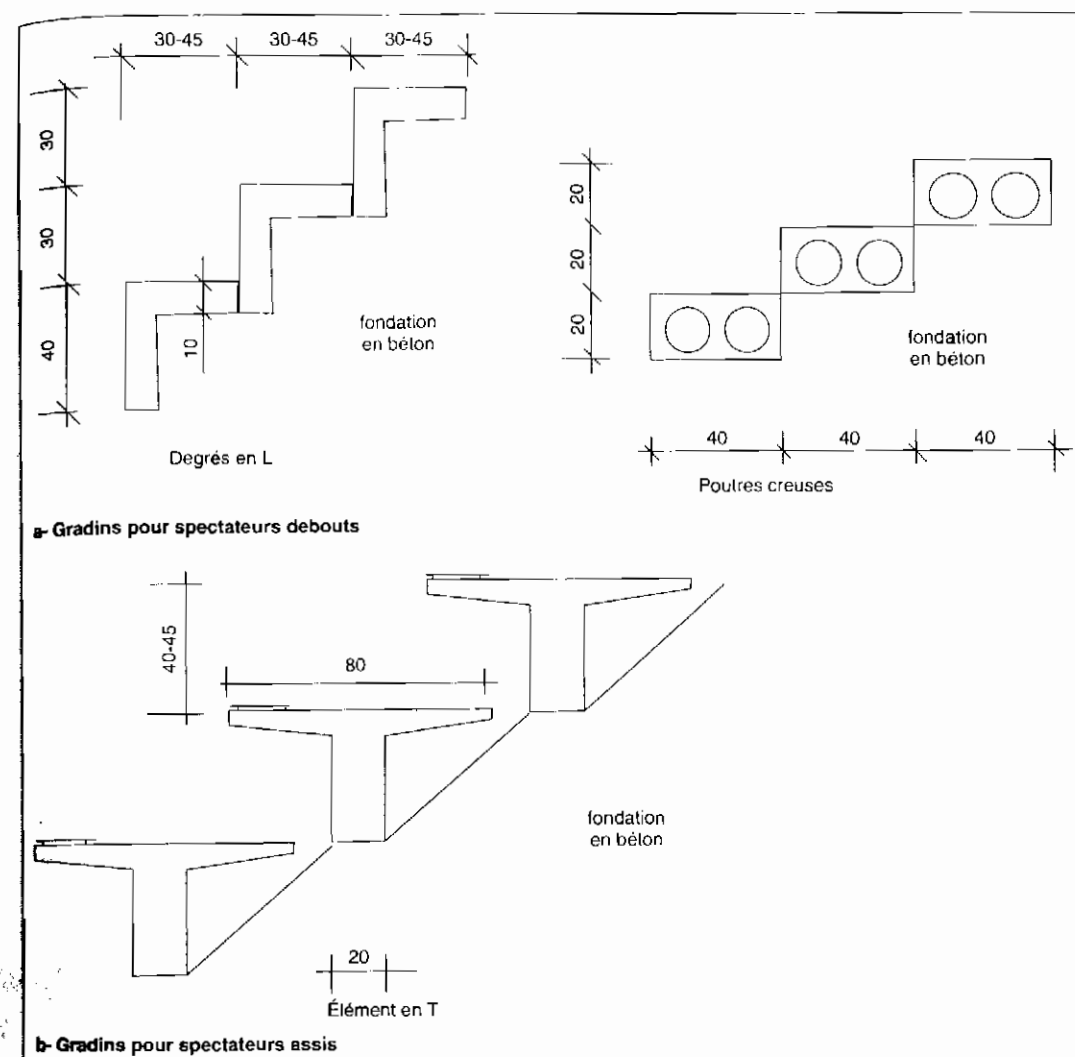 30-45 30-45 30-45
30
30
40
10
fondation
en béton
Degrés en L
20
20
20
fondation
en béton
40 40 40
Poutres creuses
a- Gradins pour spectateurs debouts
40-45
80
fondation
en béton
20
Élément en T
b- Gradins pour spectateurs assis